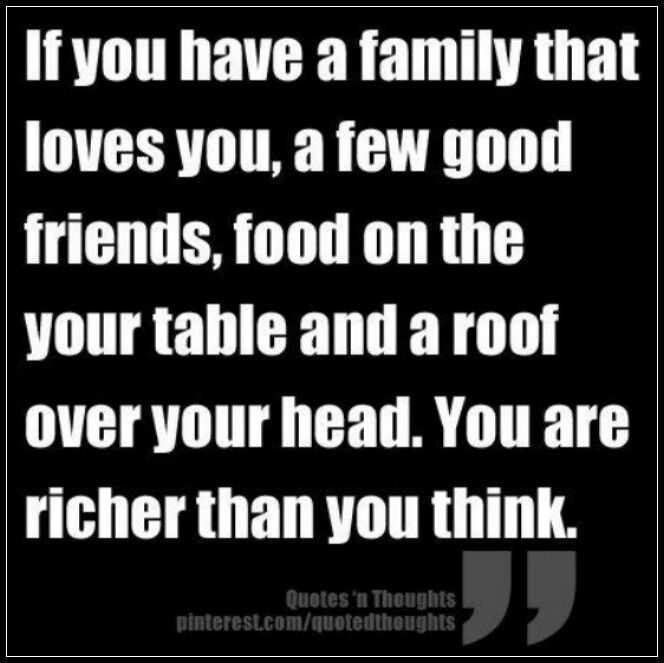 If you have a family that
loves you, a few good
friends, food on the
your table and a roof
over your head. You are
richer than you think.
Quotes 'n Thoughts
pinterest.com/quotedthoughts